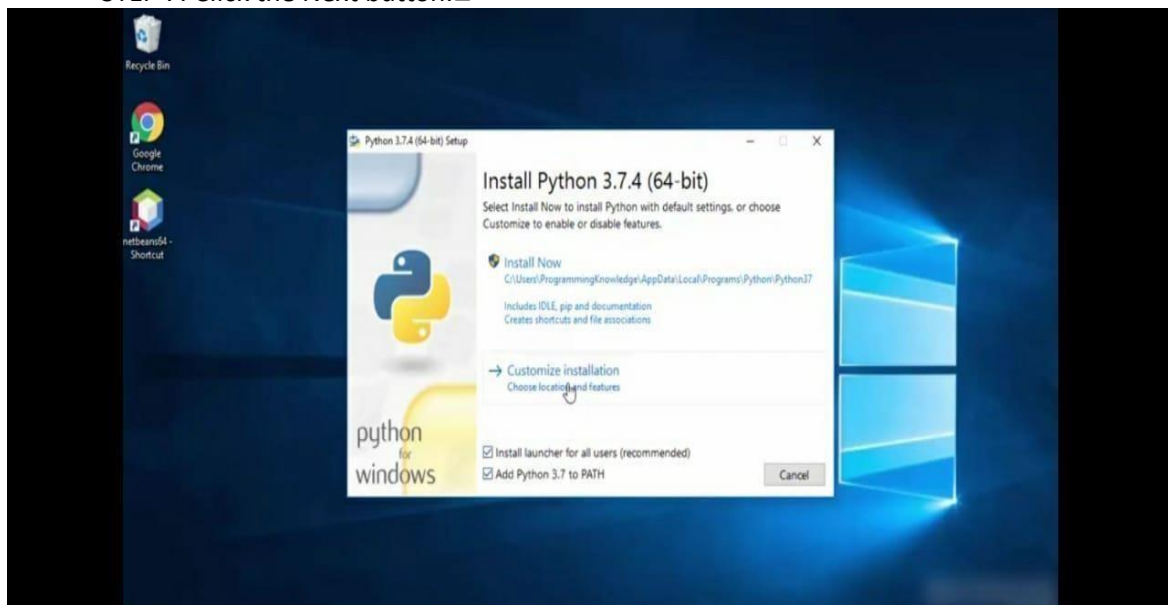 Recycle Bin
Google
Chrome
netbeans64 -
Shortcut
Python 3.7.4 (64-bit) Setup
Install Python 3.7.4 (64-bit)
Select Install Now to install Python with default settings, or choose
Customize to enable or disable features.
Install Now
C:\Users\ProgrammingKnowledge\AppData\Local\Programs\Python\Python37
Includes IDLE, pip and documentation
Creates shortcuts and file associations
→ Customize installation
Choose location and features
python
for
windows
Install launcher for all users (recommended)
Add Python 3.7 to PATH
Cancel